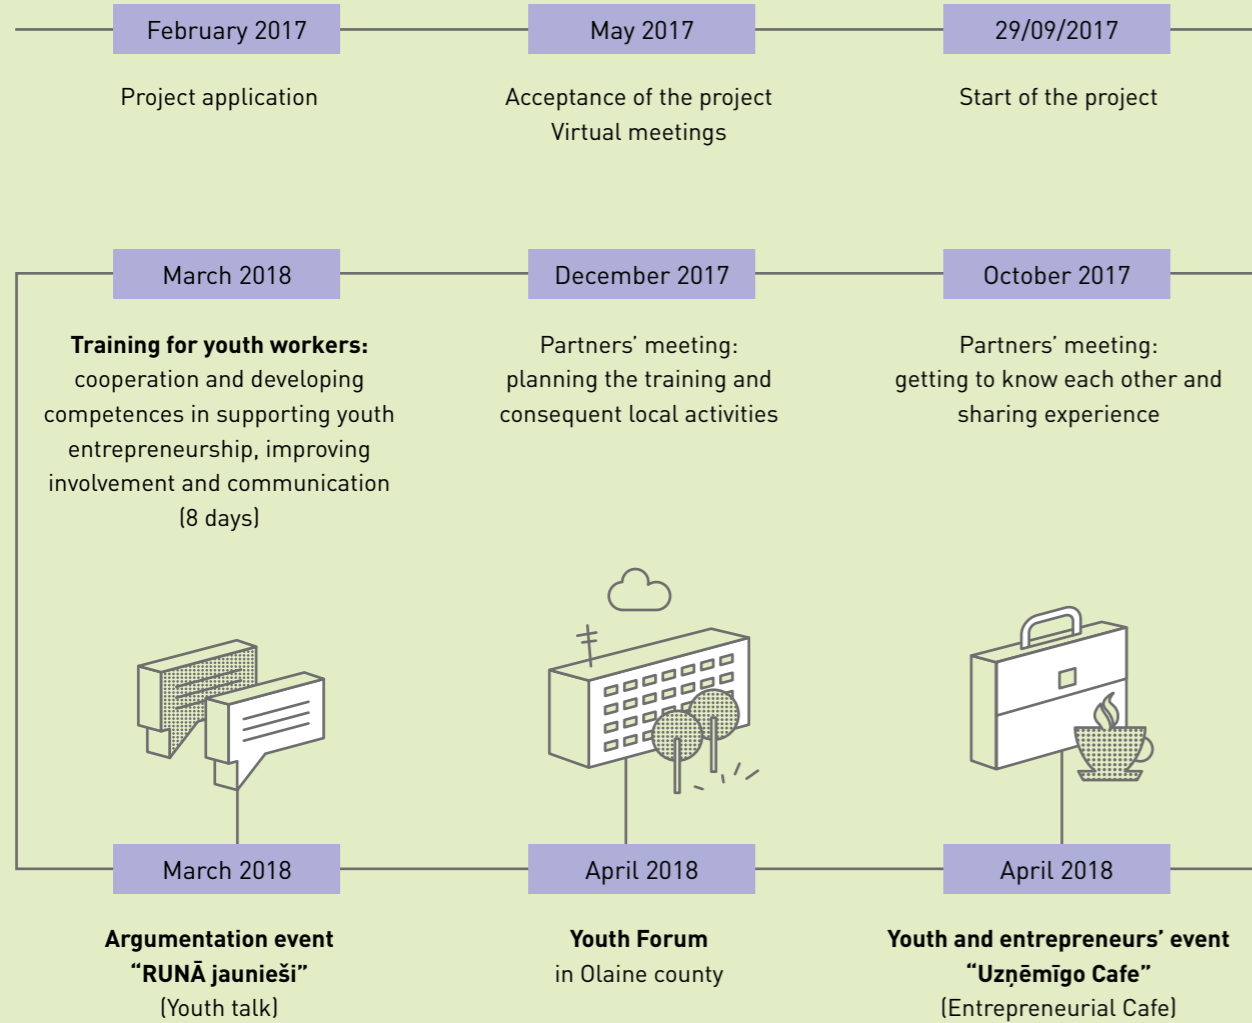 February 2017
Project application
May 2017
Acceptance of the project
Virtual meetings
29/09/2017
Start of the project
March 2018
Training for youth workers:
cooperation and developing
competences in supporting youth
entrepreneurship, improving
involvement and communication
(8 days)
December 2017
Partners’ meeting:
planning the training and
consequent local activities
October 2017
Partners’ meeting:
getting to know each other and
sharing experience
March 2018
Argumentation event
“RUNĀ jaunieši”
(Youth talk)
April 2018
Youth Forum
in Olaine county
April 2018
Youth and entrepreneurs’ event
“Uzņēmīgo Cafe”
(Entrepreneurial Cafe)